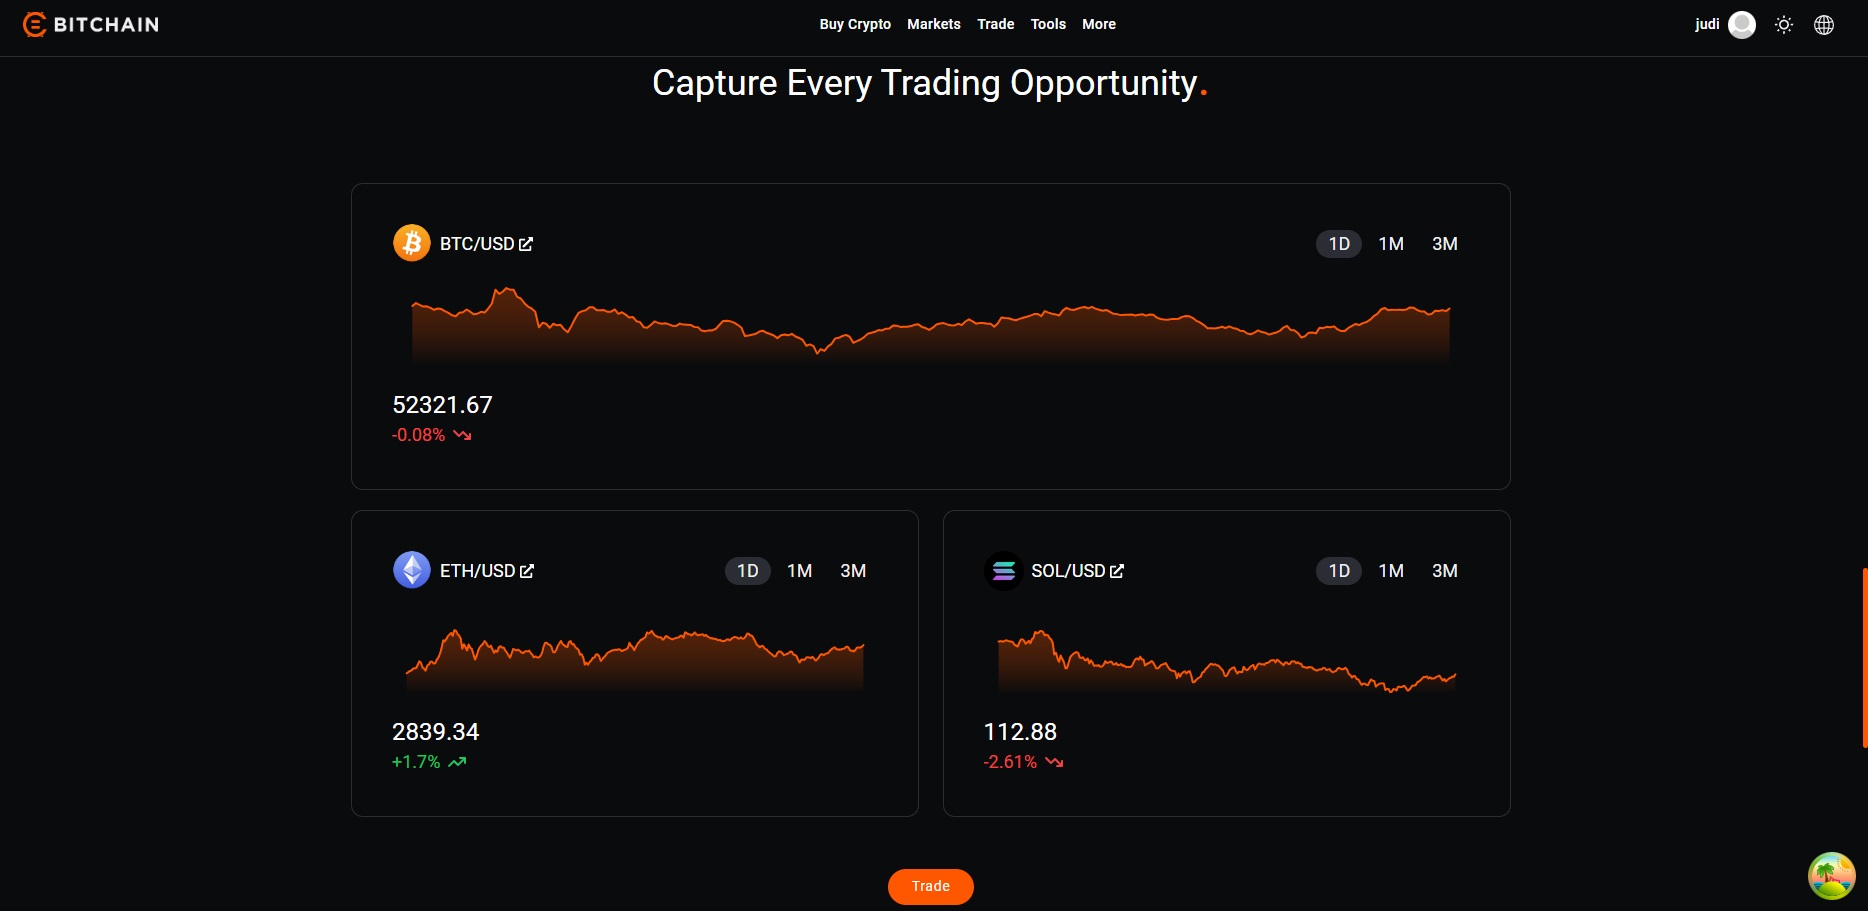 BITCHAIN
Buy Crypto Markets Trade Tools More
judi
Capture Every Trading Opportunity.
BTC/USD
1D 1M 3M
52321.67
-0.08%
ETH/USD
1D 1M 3M
2839.34
+1.7%
SOL/USD
1D 1M 3M
112.88
-2.61%
Trade